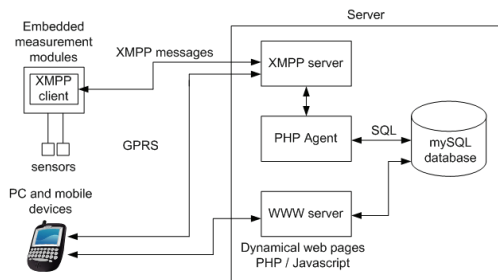 Server
Embedded
measurement
modules
XMPP messages
XMPP
client
XMPP server
sensors
GPRS
PHP Agent
SQL
mySQL
database
PC and mobile
devices
WWW server
Dynamical web pages
PHP / Javascript